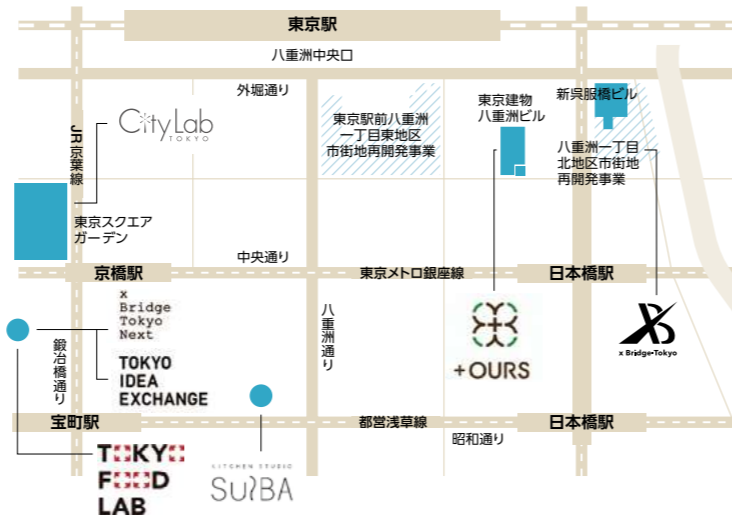 東京駅
八重洲中央口
外堀通り
CityLab
TOKYO
東京駅前八重洲
一丁目東地区
市街地再開発事業
東京建物
八重洲ビル
新呉服橋ビル
八重洲一丁目
北地区市街地
再開発事業
JR京葉線
東京スクエア
ガーデン
中央通り
京橋駅
東京メトロ銀座線
日本橋駅
x
Bridge
Tokyo
Next
TOKYO
IDEA
EXCHANGE
鍛冶橋通り
八重洲通り
+OURS
XB
x Bridge-Tokyo
宝町駅
都営浅草線
日本橋駅
昭和通り
TOKYO
FOOD
LAB
KITCHEN STUDIO
SUIBA